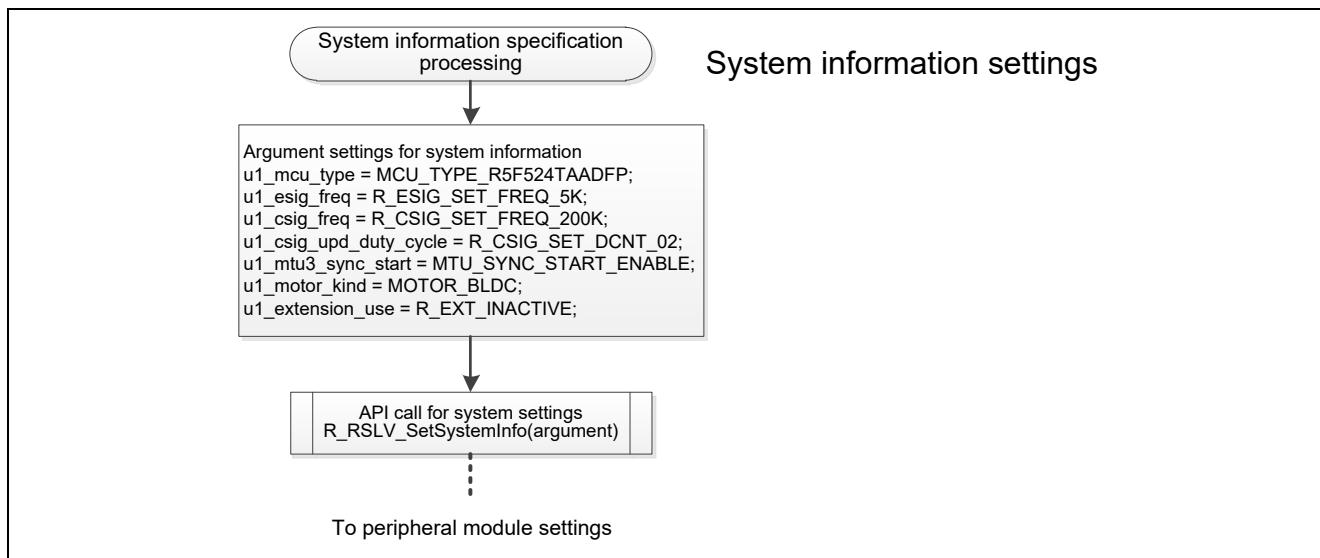 System information specification
processing
System information settings
Argument settings for system information
u1_mcu_type = MCU_TYPE_R5F524TAADFP;
u1_esig_freq = R_ESIG_SET_FREQ_5K;
u1_csig_freq = R_CSIG_SET_FREQ_200K;
u1_csig_upd_duty_cycle = R_CSIG_SET_DCNT_02;
u1_mtu3_sync_start = MTU_SYNC_START_ENABLE;
u1_motor_kind = MOTOR_BLDC;
u1_extension_use = R_EXT_INACTIVE;
API call for system settings
R_RSLV_SetSystemInfo(argument)
To peripheral module settings